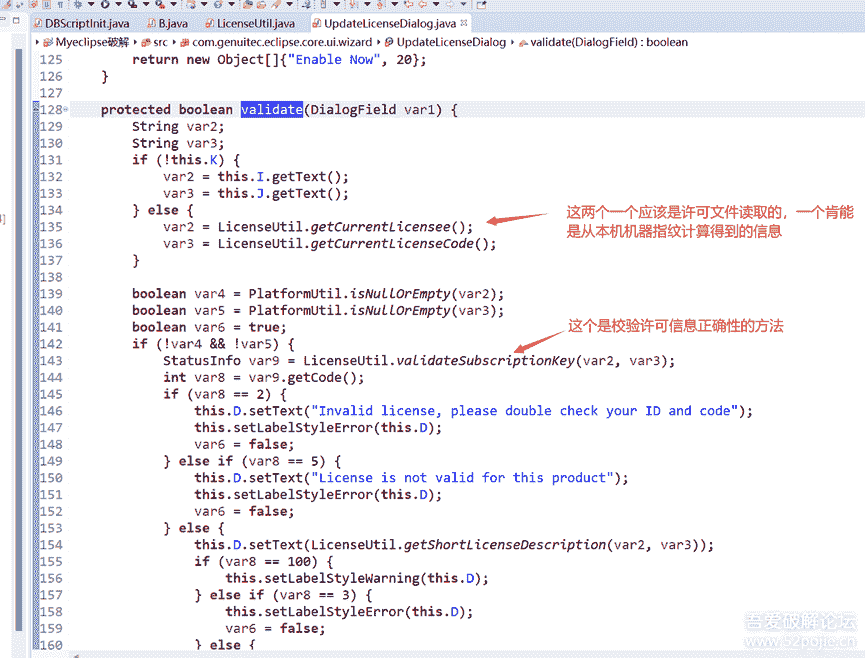 DBScriptInit.java B.java LicenseUtil.java UpdateLicenseDialog.java
Myeclipse破解 src com.genuitec.eclipse.core.ui.wizard UpdateLicenseDialog validate(DialogField) : boolean
125 return new Object[]{"Enable Now", 20};
126 }
127
128 protected boolean validate(DialogField var1) {
129 String var2;
130 String var3;
131 if (!this.K) {
132 var2 = this.I.getText();
133 var3 = this.J.getText();
134 } else {
135 var2 = LicenseUtil.getCurrentLicensee();
136 var3 = LicenseUtil.getCurrentLicenseCode();
137 }
138
139 boolean var4 = PlatformUtil.isNullOrEmpty(var2);
140 boolean var5 = PlatformUtil.isNullOrEmpty(var3);
141 boolean var6 = true;
142 if (!var4 && !var5) {
143 StatusInfo var9 = LicenseUtil.validateSubscriptionKey(var2, var3);
144 int var8 = var9.getCode();
145 if (var8 == 2) {
146 this.D.setText("Invalid license, please double check your ID and code");
147 this.setLabelStyleError(this.D);
148 var6 = false;
149 } else if (var8 == 5) {
150 this.D.setText("License is not valid for this product");
151 this.setLabelStyleError(this.D);
152 var6 = false;
153 } else {
154 this.D.setText(LicenseUtil.getShortLicenseDescription(var2, var3));
155 if (var8 == 100) {
156 this.setLabelStyleWarning(this.D);
157 } else if (var8 == 3) {
158 this.setLabelStyleError(this.D);
159 var6 = false;
160 } else {
这两个一个应该是许可文件读取的，一个肯能
是从本机机器指纹计算得到的信息
这个是校验许可信息正确性的方法
吾爱破解论坛
www.52pojie.cn